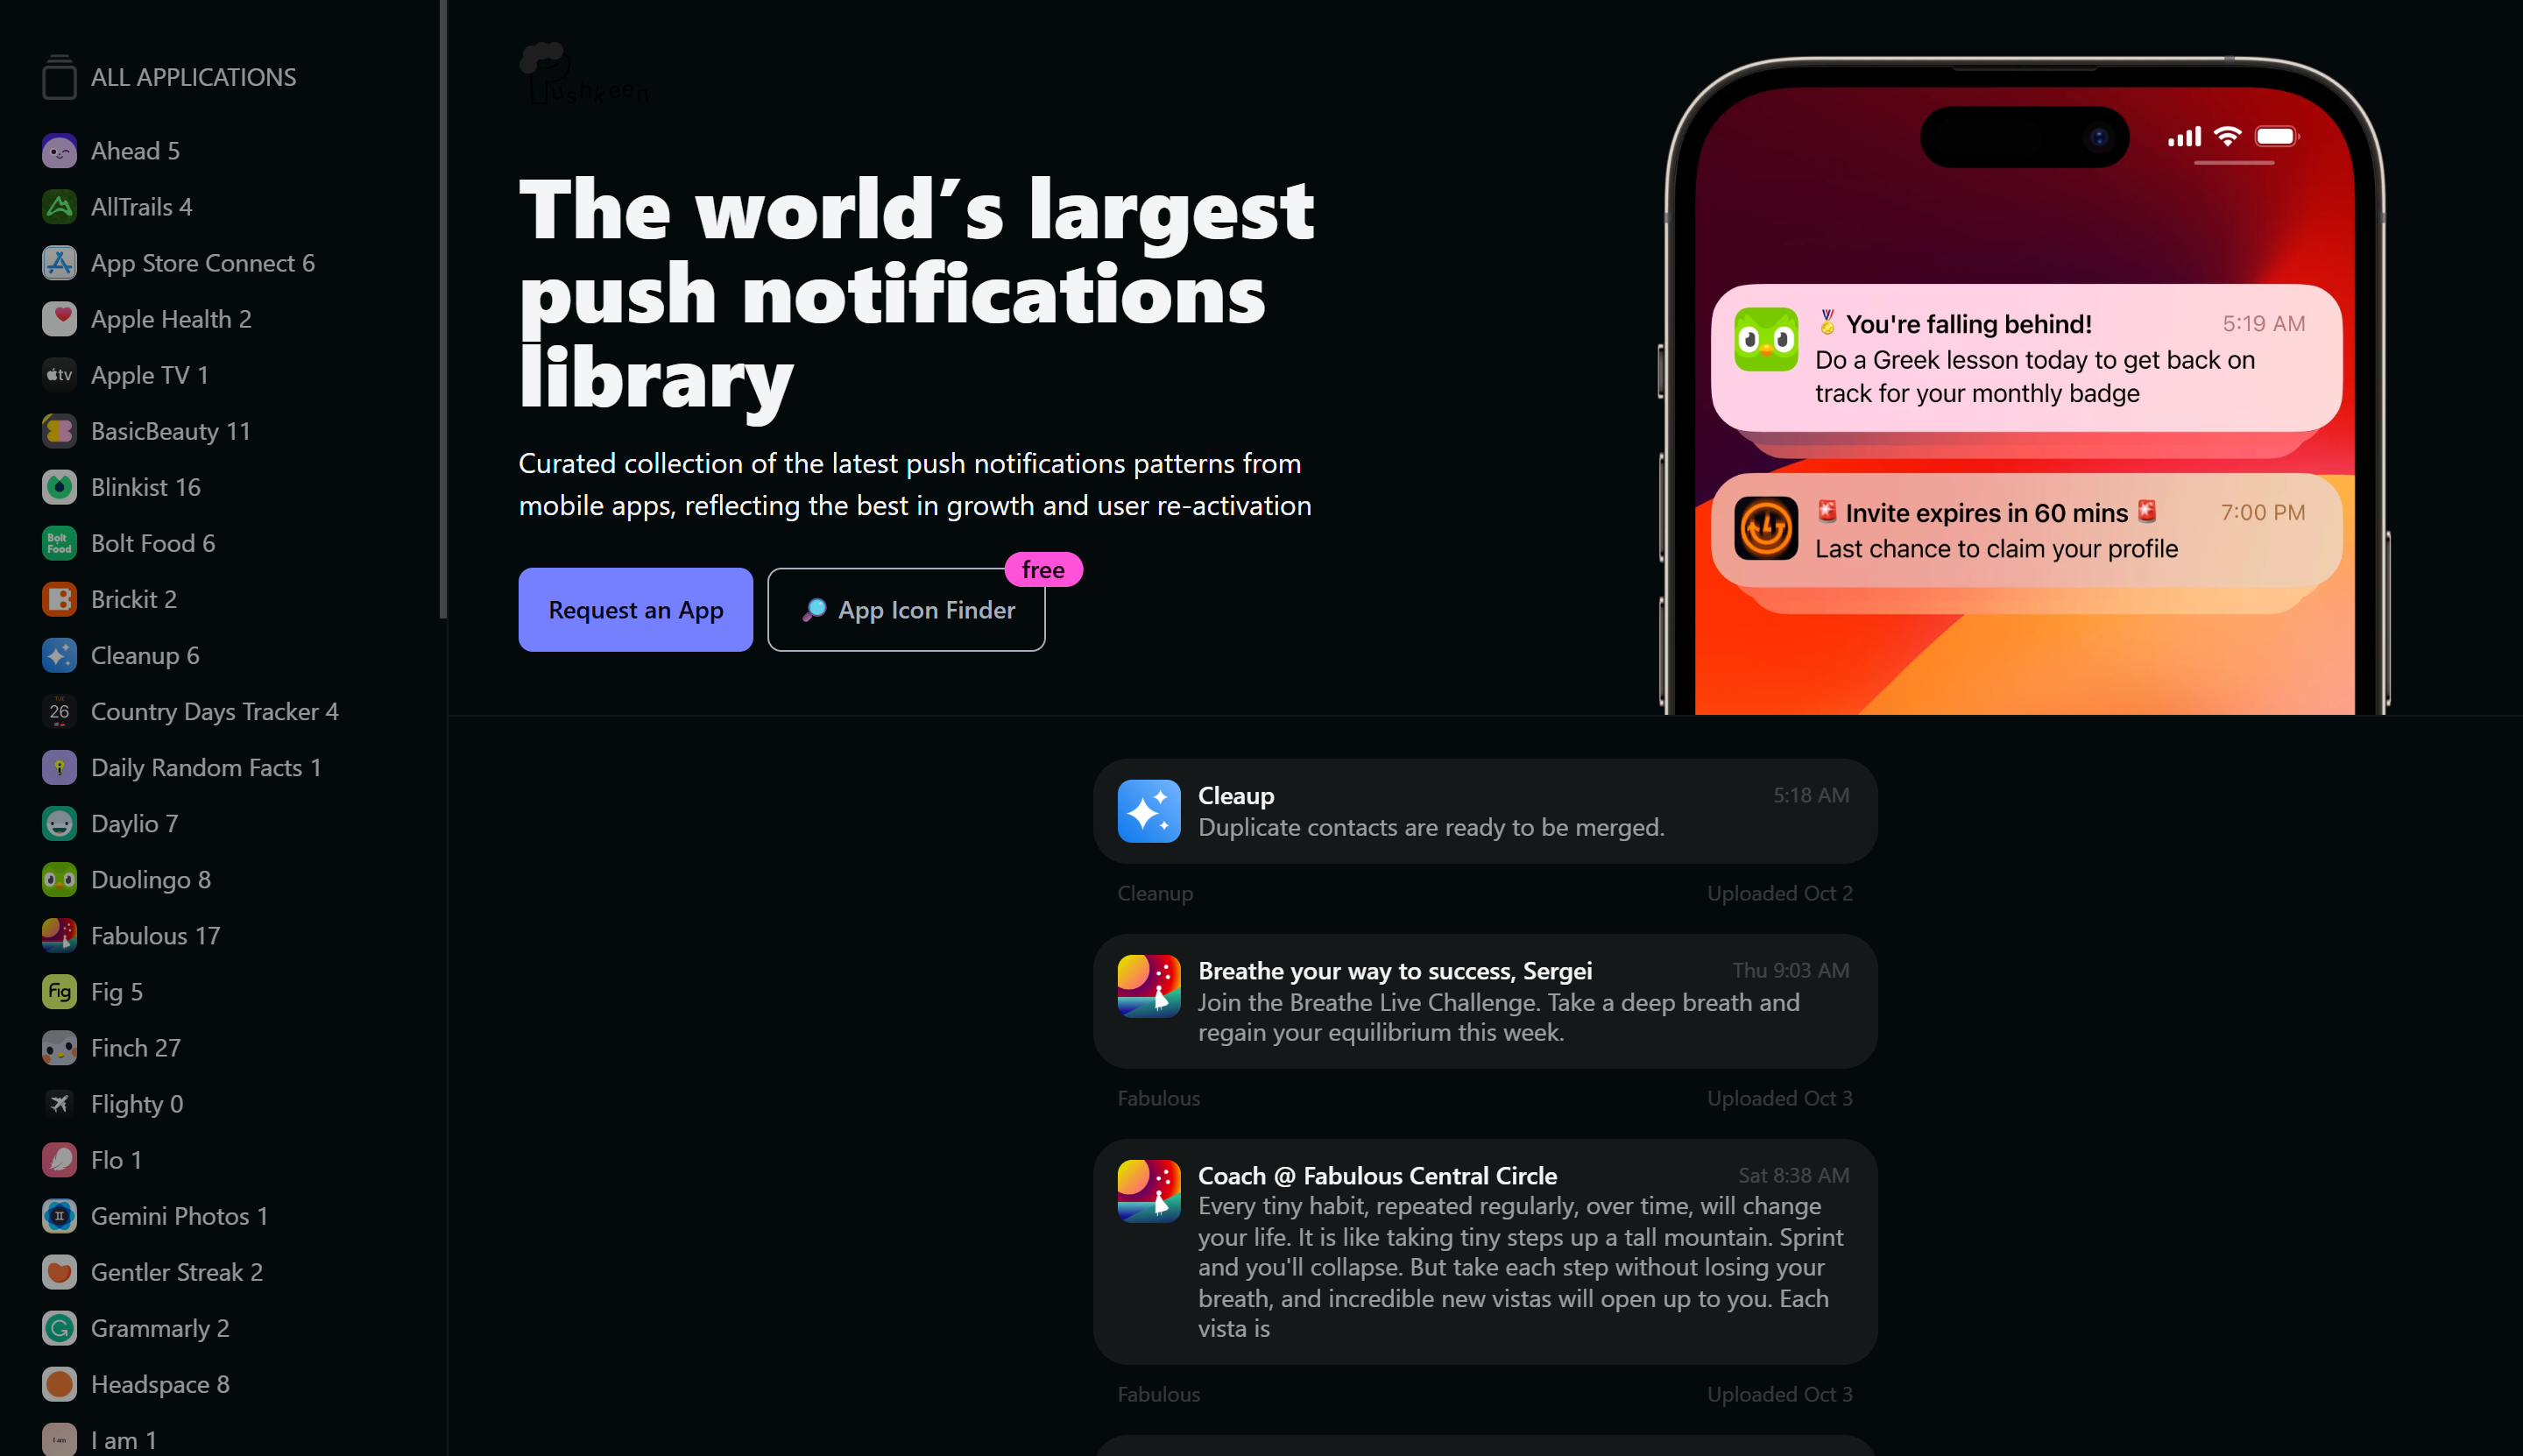 ALL APPLICATIONS
Ahead 5
AllTrails 4
App Store Connect 6
Apple Health 2
tv
Apple TV 1
BasicBeauty 11
Blinkist 16
Bolt
Food
Bolt Food 6
Brickit 2
Cleanup 6
TUE
26
Country Days Tracker 4
Daily Random Facts 1
Daylio 7
Duolingo 8
Fabulous 17
Fig
Fig 5
Finch 27
Flighty 0
Flo 1
Gemini Photos 1
Gentler Streak 2
Grammarly 2
Headspace 8
I am
I am 1
Pushkeen
The world’s largest
push notifications
library
Curated collection of the latest push notifications patterns from
mobile apps, reflecting the best in growth and user re-activation
Request an App
App Icon Finder
free
You're falling behind!
5:19 AM
Do a Greek lesson today to get back on
track for your monthly badge
Invite expires in 60 mins
7:00 PM
Last chance to claim your profile
Cleaup
5:18 AM
Duplicate contacts are ready to be merged.
Cleanup
Uploaded Oct 2
Breathe your way to success, Sergei
Thu 9:03 AM
Join the Breathe Live Challenge. Take a deep breath and
regain your equilibrium this week.
Fabulous
Uploaded Oct 3
Coach @ Fabulous Central Circle
Sat 8:38 AM
Every tiny habit, repeated regularly, over time, will change
your life. It is like taking tiny steps up a tall mountain. Sprint
and you'll collapse. But take each step without losing your
breath, and incredible new vistas will open up to you. Each
vista is
Fabulous
Uploaded Oct 3